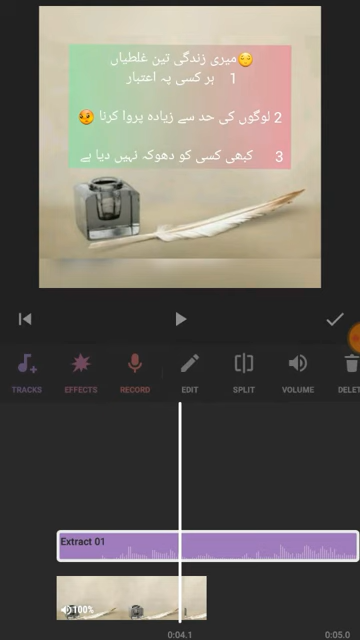 😏میری زندگی تین غلطیاں
1 ہر کسی پہ اعتبار
2 لوگوں کی حد سے زیادہ پروا کرنا 🥺
3 کبھی کسی کو دھوکہ نہیں دیا ہے
TRACKS EFFECTS RECORD EDIT SPLIT VOLUME DELET
Extract 01
100%
0:04.1 0:05.0